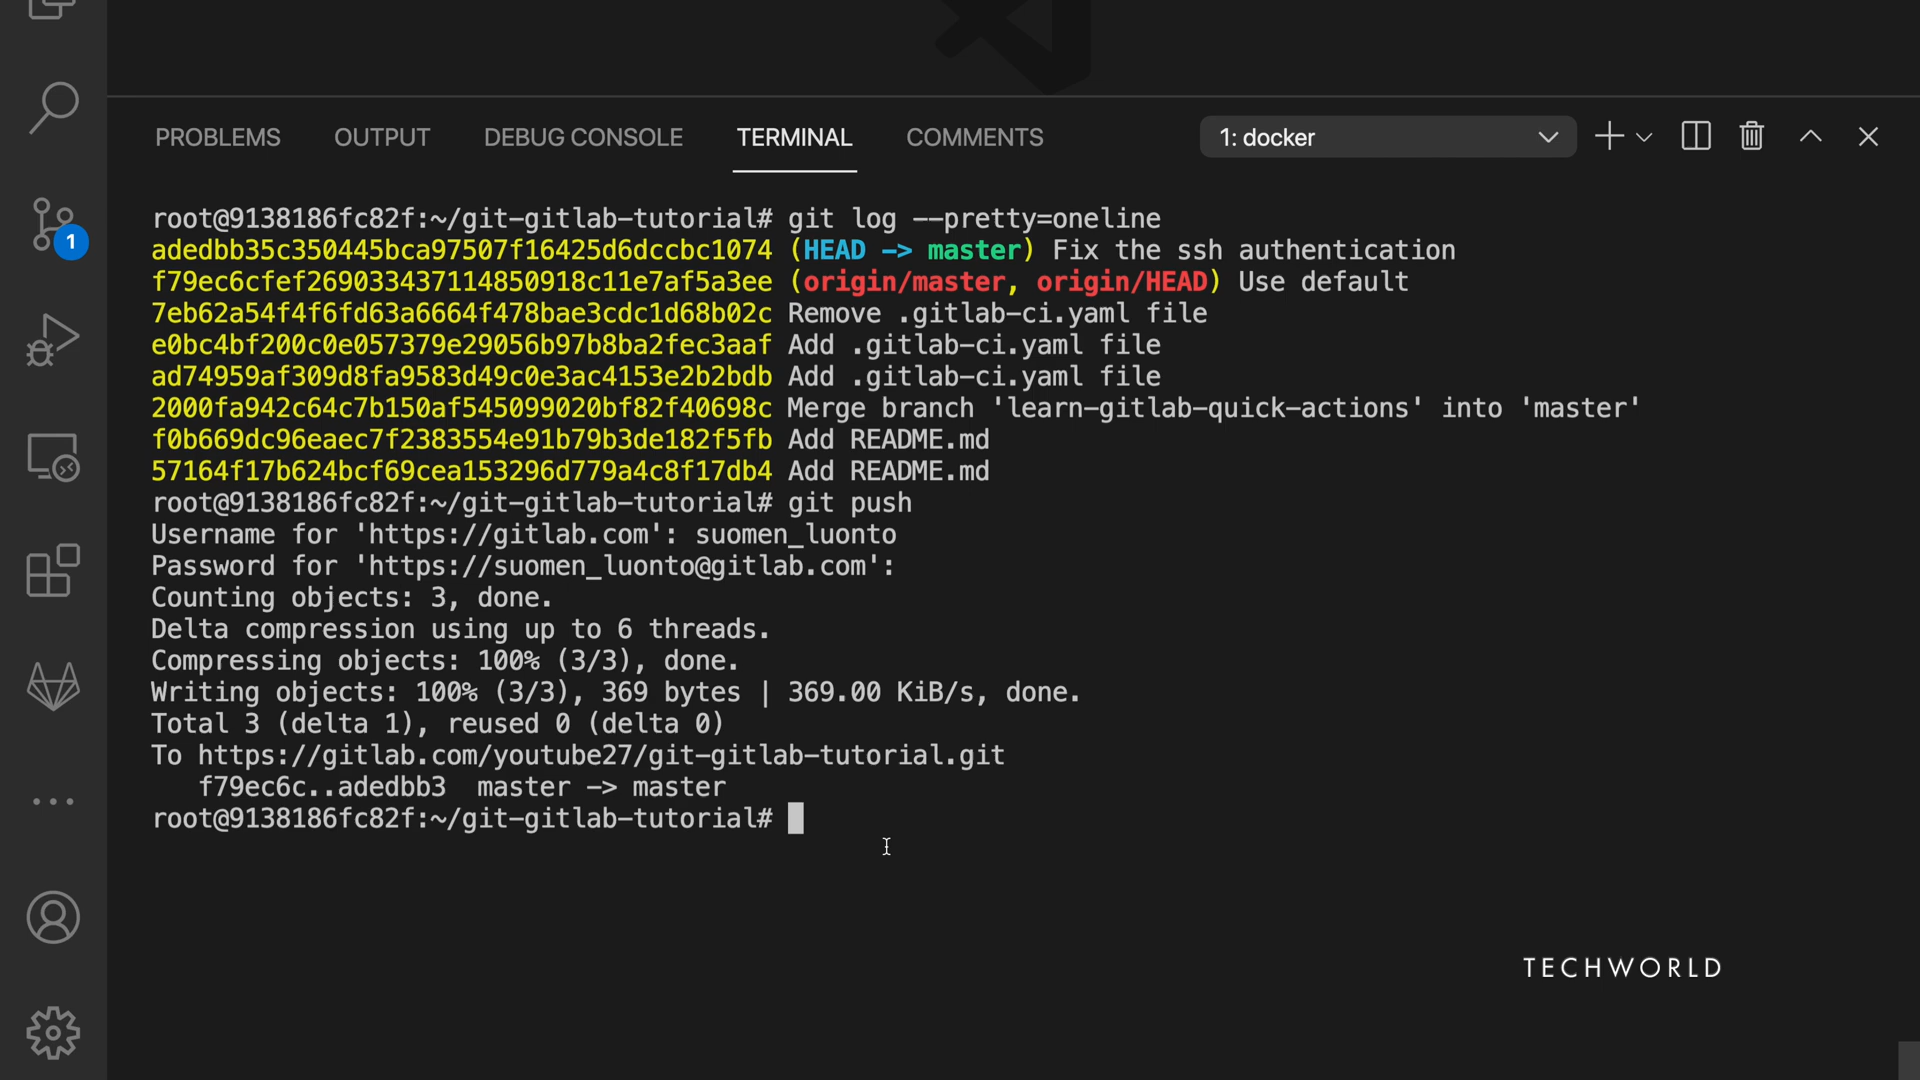 PROBLEMS OUTPUT DEBUG CONSOLE TERMINAL COMMENTS 1: docker
root@9138186fc82f:~/git-gitlab-tutorial# git log --pretty=oneline
adedbb35c350445bca97507f16425d6dccbc1074 (HEAD -> master) Fix the ssh authentication
f79ec6cfef269033437114850918c11e7af5a3ee (origin/master, origin/HEAD) Use default
7eb62a54f4f6fd63a6664f478bae3cdc1d68b02c Remove .gitlab-ci.yaml file
e0bc4bf200c0e057379e29056b97b8ba2fec3aaf Add .gitlab-ci.yaml file
ad74959af309d8fa9583d49c0e3ac4153e2b2bdb Add .gitlab-ci.yaml file
2000fa942c64c7b150af545099020bf82f40698c Merge branch 'learn-gitlab-quick-actions' into 'master'
f0b669dc96eaec7f2383554e91b79b3de182f5fb Add README.md
57164f17b624bcf69cea153296d779a4c8f17db4 Add README.md
root@9138186fc82f:~/git-gitlab-tutorial# git push
Username for 'https://gitlab.com': suomen_luonto
Password for 'https://suomen_luonto@gitlab.com':
Counting objects: 3, done.
Delta compression using up to 6 threads.
Compressing objects: 100% (3/3), done.
Writing objects: 100% (3/3), 369 bytes | 369.00 KiB/s, done.
Total 3 (delta 1), reused 0 (delta 0)
To https://gitlab.com/youtube27/git-gitlab-tutorial.git
f79ec6c..adedbb3 master -> master
root@9138186fc82f:~/git-gitlab-tutorial#
1
TECHWORLD